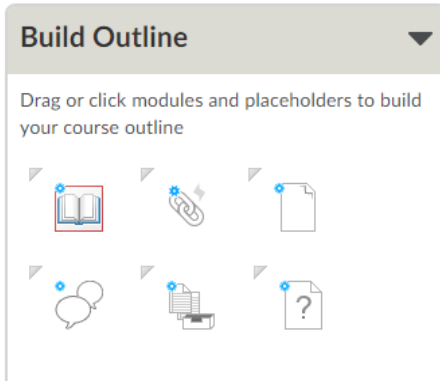 Build Outline
Drag or click modules and placeholders to build
your course outline
?